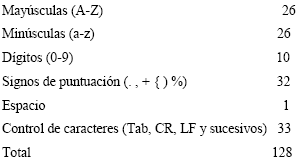 Mayúsculas (A-Z) 26
Minúsculas (a-z) 26
Dígitos (0-9) 10
Signos de puntuación (. , + { ) %) 32
Espacio 1
Control de caracteres (Tab, CR, LF y sucesivos) 33
Total 128